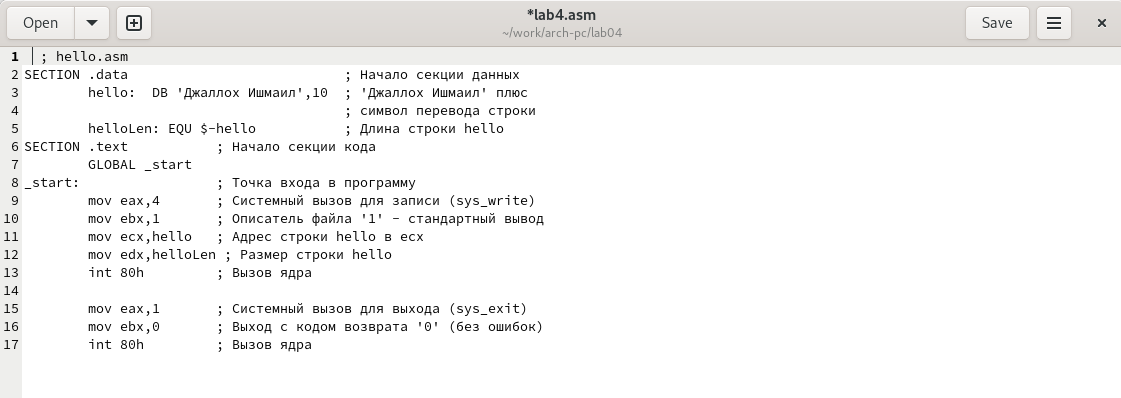 Open
*lab4.asm
~/work/arch-pc/lab04
Save
1 ; hello.asm
2 SECTION .data ; Начало секции данных
3 hello: DB 'Джаллох Ишмаил',10 ; 'Джаллох Ишмаил' плюс
4 ; символ перевода строки
5 helloLen: EQU $-hello ; Длина строки hello
6 SECTION .text ; Начало секции кода
7 GLOBAL _start
8 _start: ; Точка входа в программу
9 mov eax,4 ; Системный вызов для записи (sys_write)
10 mov ebx,1 ; Описатель файла '1' - стандартный вывод
11 mov ecx,hello ; Адрес строки hello в ecx
12 mov edx,helloLen ; Размер строки hello
13 int 80h ; Вызов ядра
14
15 mov eax,1 ; Системный вызов для выхода (sys_exit)
16 mov ebx,0 ; Выход с кодом возврата '0' (без ошибок)
17 int 80h ; Вызов ядра